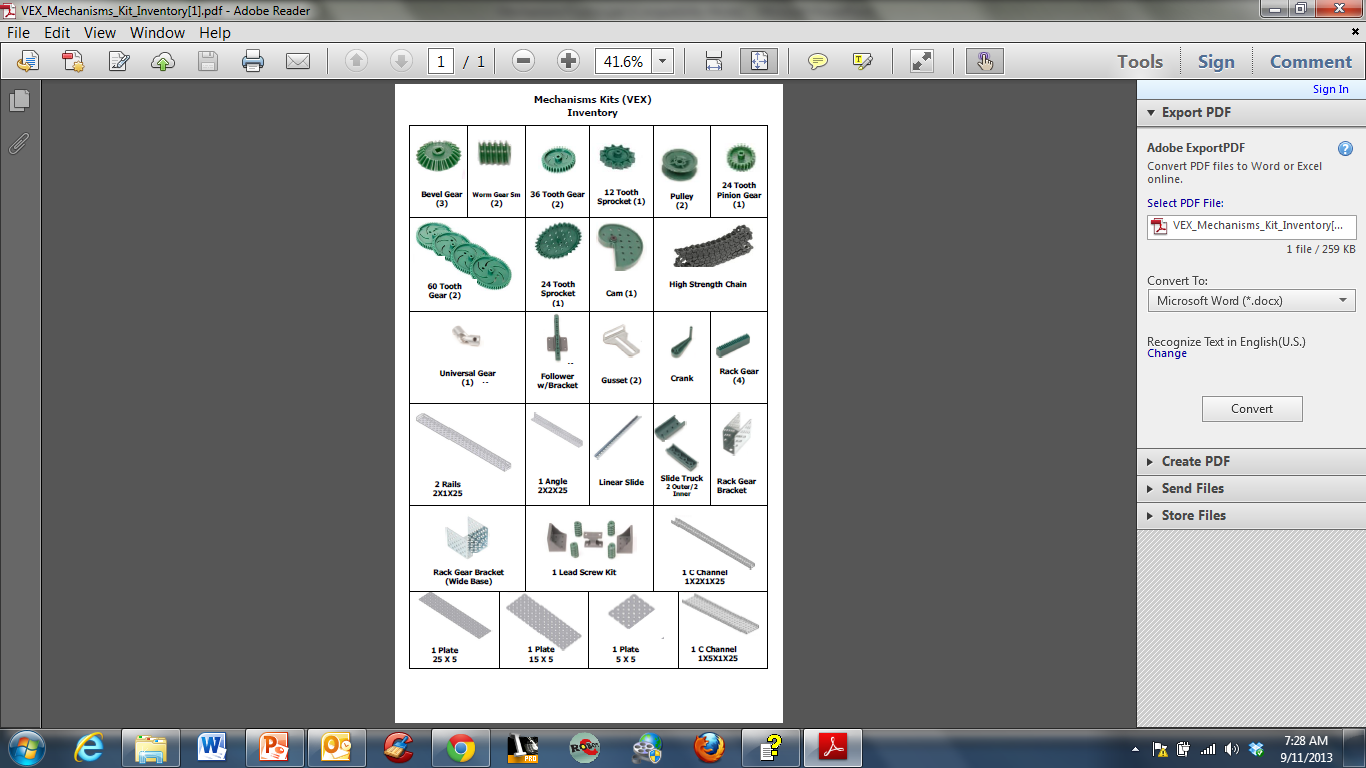 VEX_Mechanisms_Kit_Inventory[1].pdf - Adobe Reader
File Edit View Window Help
1 / 1 41.6% Tools Sign Comment
Sign In
Export PDF
Adobe ExportPDF
Convert PDF files to Word or Excel
online.
Select PDF File:
VEX_Mechanisms_Kit_Inventory[...
1 file / 259 KB
Convert To:
Microsoft Word (*.docx)
Recognize Text in English(U.S.)
Change
Convert
Create PDF
Send Files
Store Files
Mechanisms Kits (VEX)
Inventory
Bevel Gear
(3)
Worm Gear Sm
(2)
36 Tooth Gear
(2)
12 Tooth
Sprocket (1)
Pulley
(2)
24 Tooth
Pinion Gear
(1)
60 Tooth
Gear (2)
24 Tooth
Sprocket
(1)
Cam (1)
High Strength Chain
Universal Gear
(1) --
--
Follower
w/Bracket
Gusset (2)
Crank
Rack Gear
(4)
2 Rails
2X1X25
1 Angle
2X2X25
Linear Slide
Slide Truck
2 Outer/2
Inner
Rack Gear
Bracket
Rack Gear Bracket
(Wide Base)
1 Lead Screw Kit
1 C Channel
1X2X1X25
1 Plate
25 X 5
1 Plate
15 X 5
1 Plate
5 X 5
1 C Channel
1X5X1X25
PRO
7:28 AM
9/11/2013